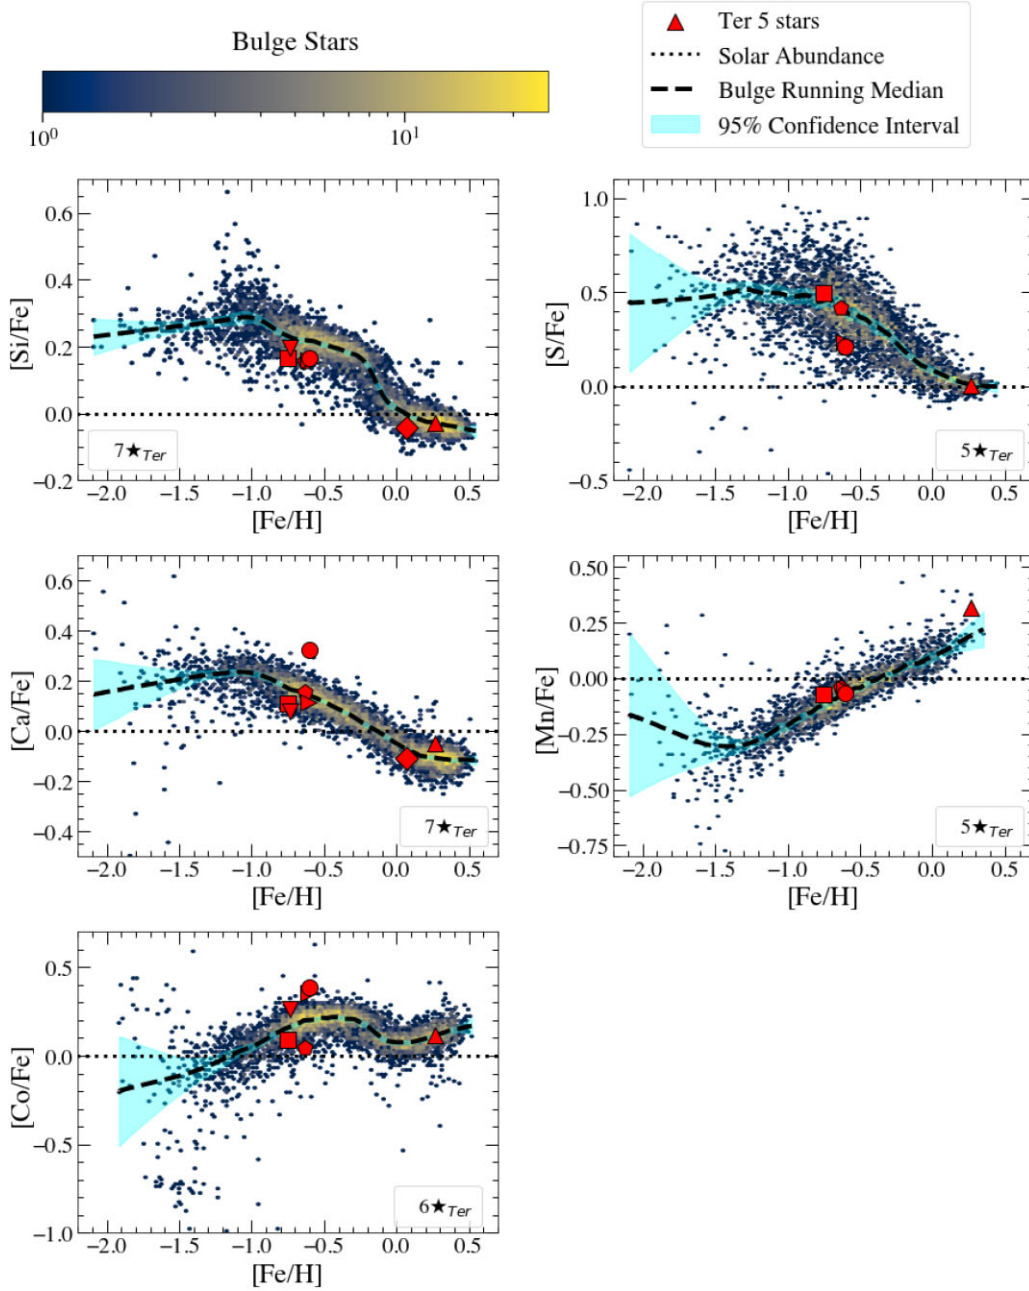 Bulge Stars
10⁰ 10¹
Ter 5 stars
Solar Abundance
Bulge Running Median
95% Confidence Interval
[Si/Fe]
0.6
0.4
0.2
0.0
−0.2
7★Ter
−2.0 −1.5 −1.0 −0.5 0.0 0.5
[Fe/H]
[S/Fe]
1.0
0.5
0.0
−0.5
5★Ter
−2.0 −1.5 −1.0 −0.5 0.0 0.5
[Fe/H]
[Ca/Fe]
0.6
0.4
0.2
0.0
−0.2
−0.4
7★Ter
−2.0 −1.5 −1.0 −0.5 0.0 0.5
[Fe/H]
[Mn/Fe]
0.50
0.25
0.00
−0.25
−0.50
−0.75
5★Ter
−2.0 −1.5 −1.0 −0.5 0.0 0.5
[Fe/H]
[Co/Fe]
0.5
0.0
−0.5
−1.0
6★Ter
−2.0 −1.5 −1.0 −0.5 0.0 0.5
[Fe/H]